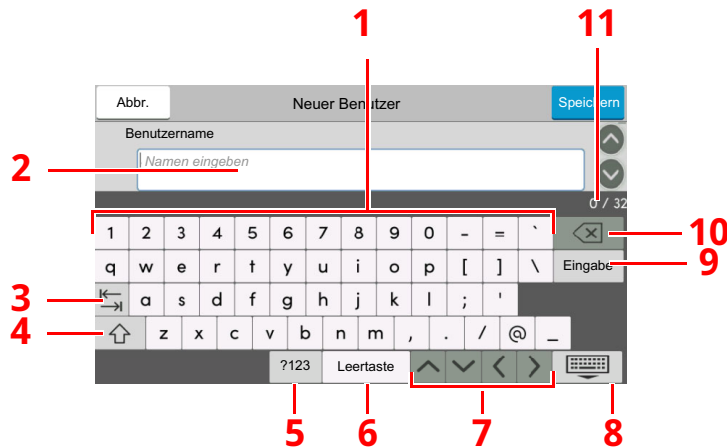 1 11
Abbr. Neuer Benutzer Speichern
Benutzername
2 Namen eingeben
0 / 32
1 2 3 4 5 6 7 8 9 0 - = ` 10
q w e r t y u i o p [ ] \ Eingabe 9
3 a s d f g h j k l ; '
4 z x c v b n m , . / @ _
?123 Leertaste
5 6 7 8